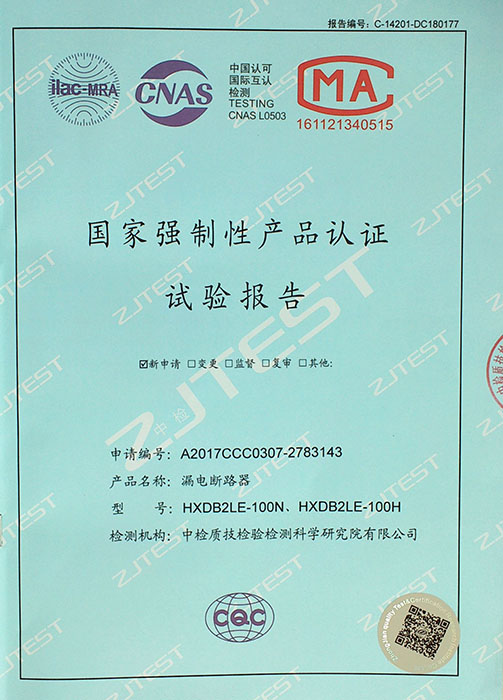 报告编号：C-14201-DC180177
ilac-MRA
CNAS
中国认可
国际互认
检测
TESTING
CNAS L0503
MA
161121340515
国家强制性产品认证
试验报告
☑新申请 □变更 □监督 □复审 □其他:
申请编号：A2017CCC0307-2783143
产品名称：漏电断路器
型 号：HXDB2LE-100N、HXDB2LE-100H
检测机构：中检质技检验检测科学研究院有限公司
CQC
ZJTEST
中检